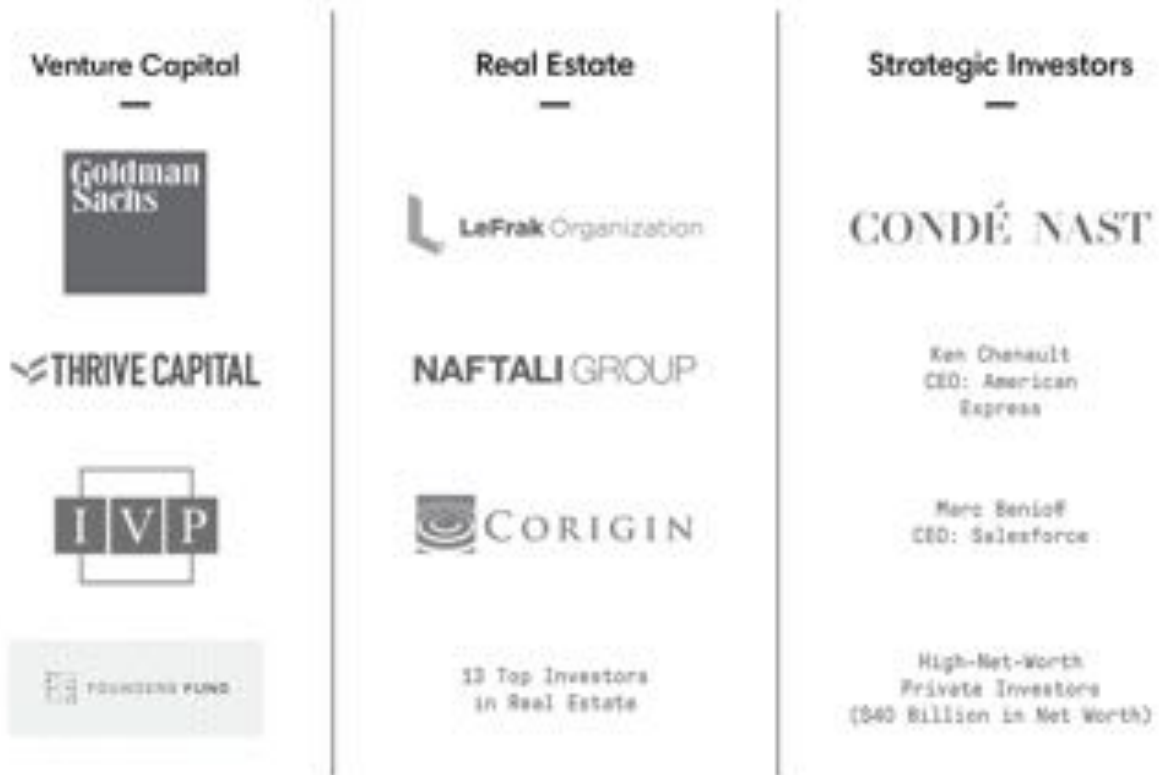 Venture Capital
Goldman
Sachs
THRIVE CAPITAL
IVP
FOUNDERS FUND
Real Estate
LeFrak Organization
NAFTALI GROUP
CORIGIN
13 Top Investors
in Real Estate
Strategic Investors
CONDÉ NAST
Ken Chenault
CEO: American
Express
Marc Benioff
CEO: Salesforce
High-Net-Worth
Private Investors
($40 Billion in Net Worth)